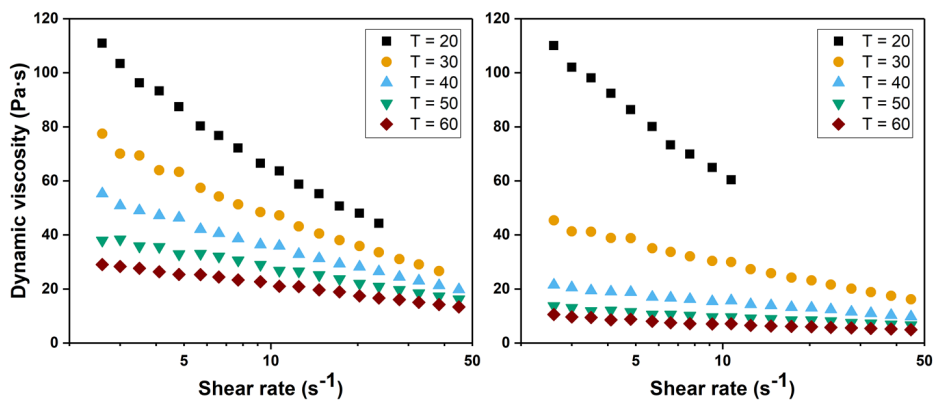 Dynamic viscosity (Pa·s)
120
100
80
60
40
20
0
5
10
50
Shear rate (s⁻¹)
T = 20
T = 30
T = 40
T = 50
T = 60
120
100
80
60
40
20
0
5
10
50
Shear rate (s⁻¹)
T = 20
T = 30
T = 40
T = 50
T = 60